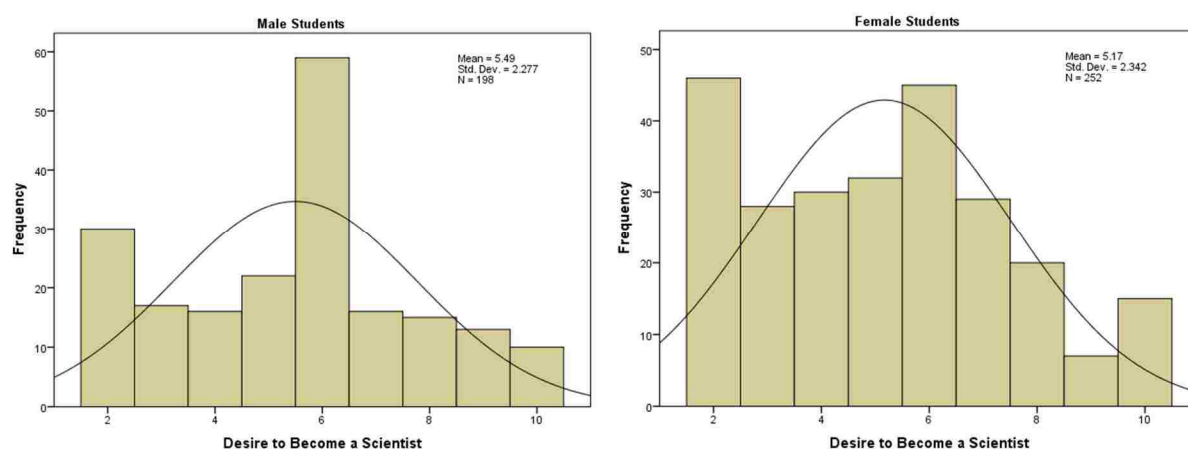 Male Students
Mean = 5.49
Std. Dev. = 2.277
N = 198
60
50
40
30
20
10
0
Frequency
2 4 6 8 10
Desire to Become a Scientist
Female Students
Mean = 5.17
Std. Dev. = 2.342
N = 252
50
40
30
20
10
0
Frequency
2 4 6 8 10
Desire to Become a Scientist